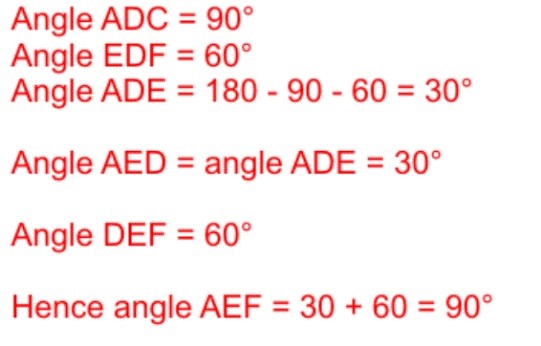 Angle ADC = 90°
Angle EDF = 60°
Angle ADE = 180 - 90 - 60 = 30°
Angle AED = angle ADE = 30°
Angle DEF = 60°
Hence angle AEF = 30 + 60 = 90°